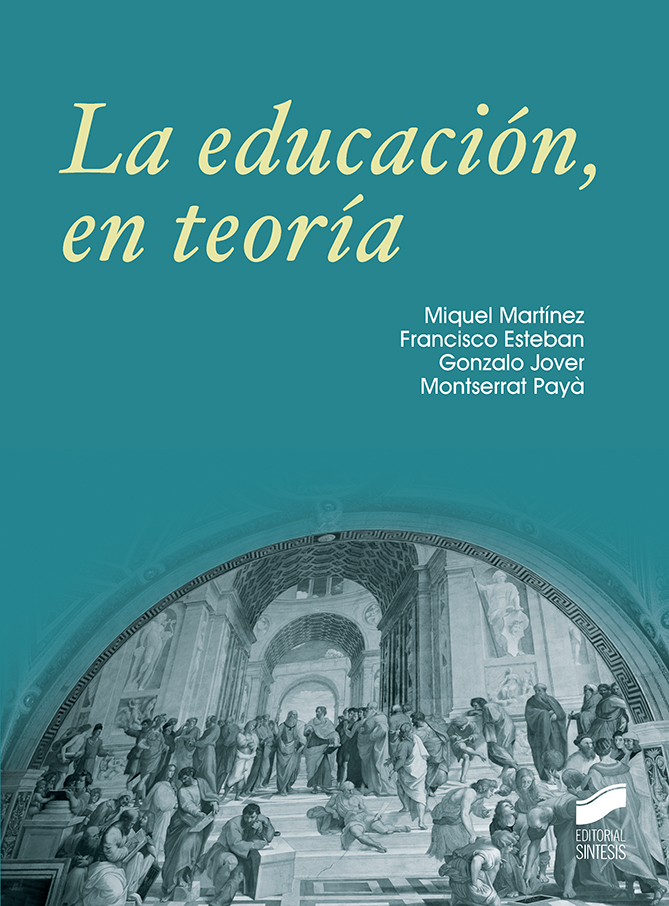 La educación,
en teoría
Miquel Martínez
Francisco Esteban
Gonzalo Jover
Montserrat Payà
EDITORIAL
SINTESIS